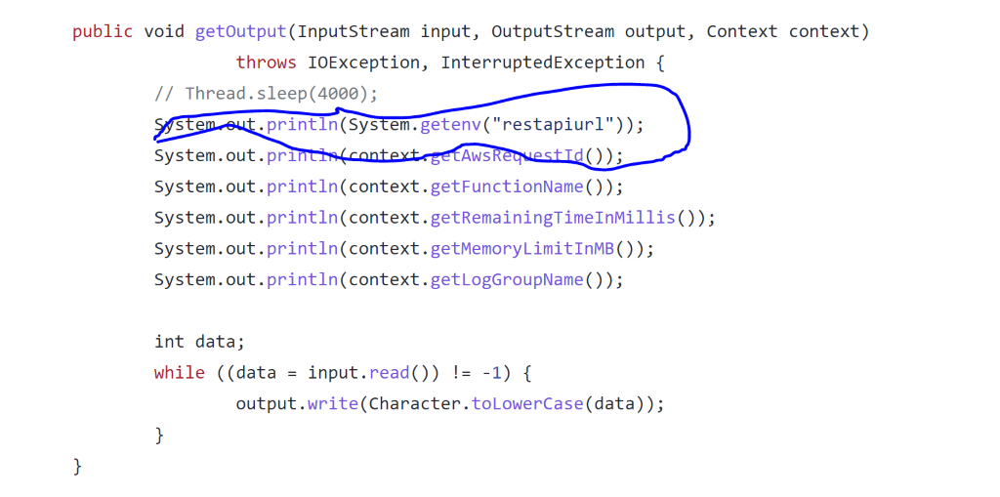 public void getOutput(InputStream input, OutputStream output, Context context)
throws IOException, InterruptedException {
// Thread.sleep(4000);
System.out.println(System.getenv("restapiurl"));
System.out.println(context.getAwsRequestId());
System.out.println(context.getFunctionName());
System.out.println(context.getRemainingTimeInMillis());
System.out.println(context.getMemoryLimitInMB());
System.out.println(context.getLogGroupName());
int data;
while ((data = input.read()) != -1) {
output.write(Character.toLowerCase(data));
}
}